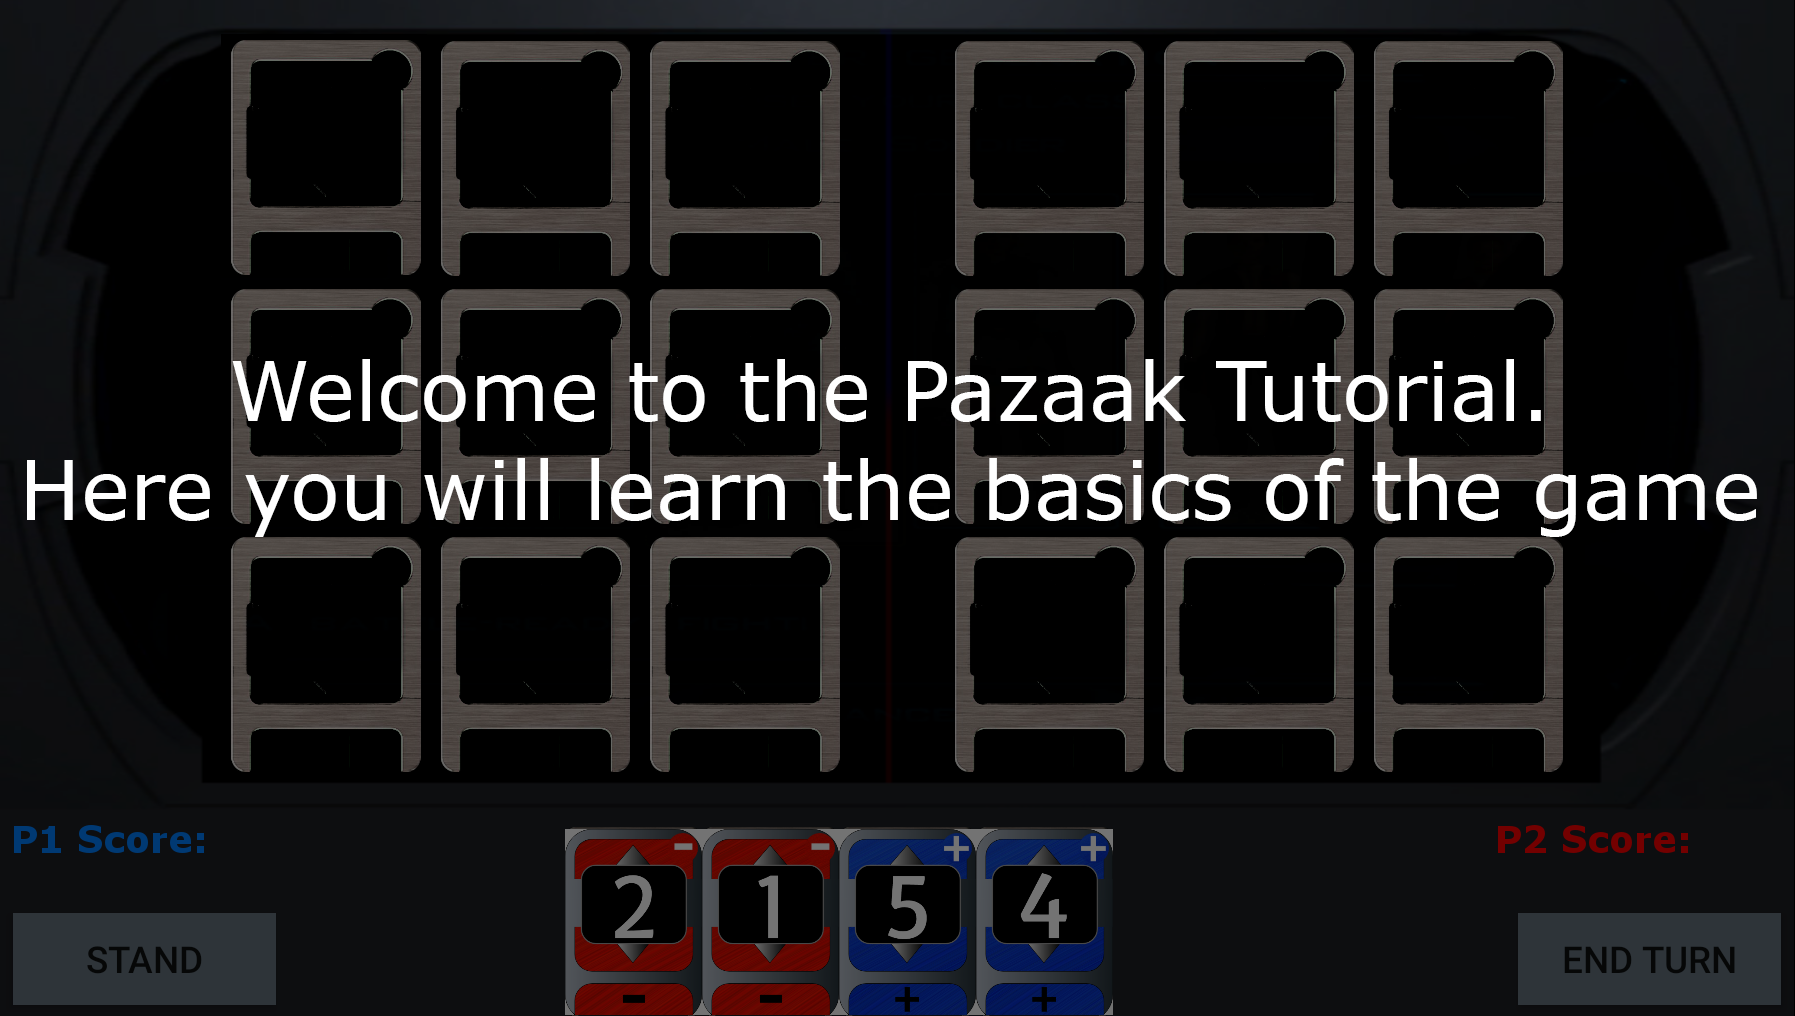 Welcome to the Pazaak Tutorial.
Here you will learn the basics of the game
P1 Score:
P2 Score:
- - + +
2 1 5 4
- - + +
STAND
END TURN